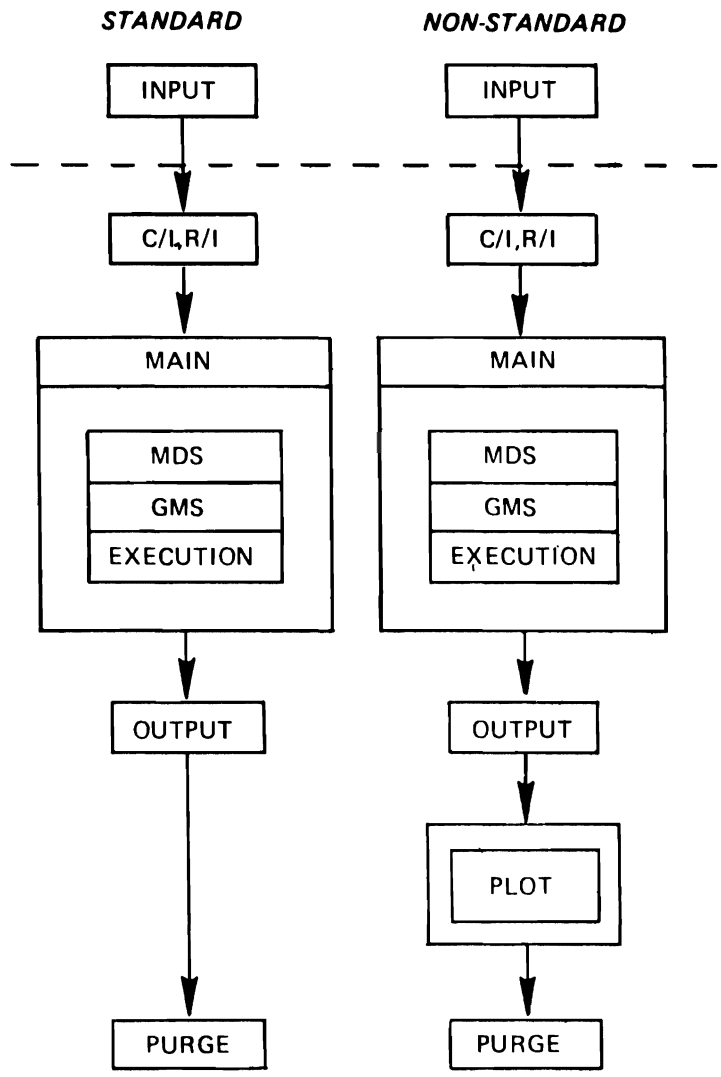 STANDARD
INPUT
C/I,R/I
MAIN
MDS
GMS
EXECUTION
OUTPUT
PURGE
NON-STANDARD
INPUT
C/I,R/I
MAIN
MDS
GMS
EXECUTION
OUTPUT
PLOT
PURGE